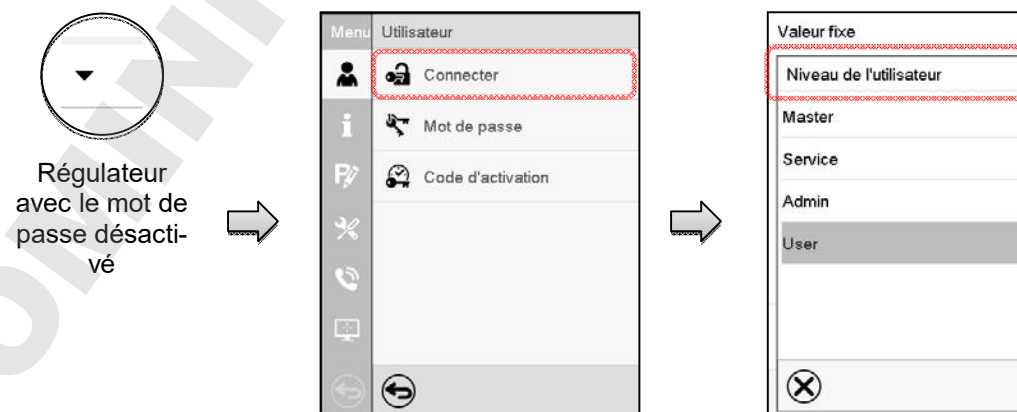 Régulateur
avec le mot de
passe désacti-
vé
Menu
Utilisateur
Connecter
Mot de passe
Code d'activation
Valeur fixe
Niveau de l'utilisateur
Master
Service
Admin
User